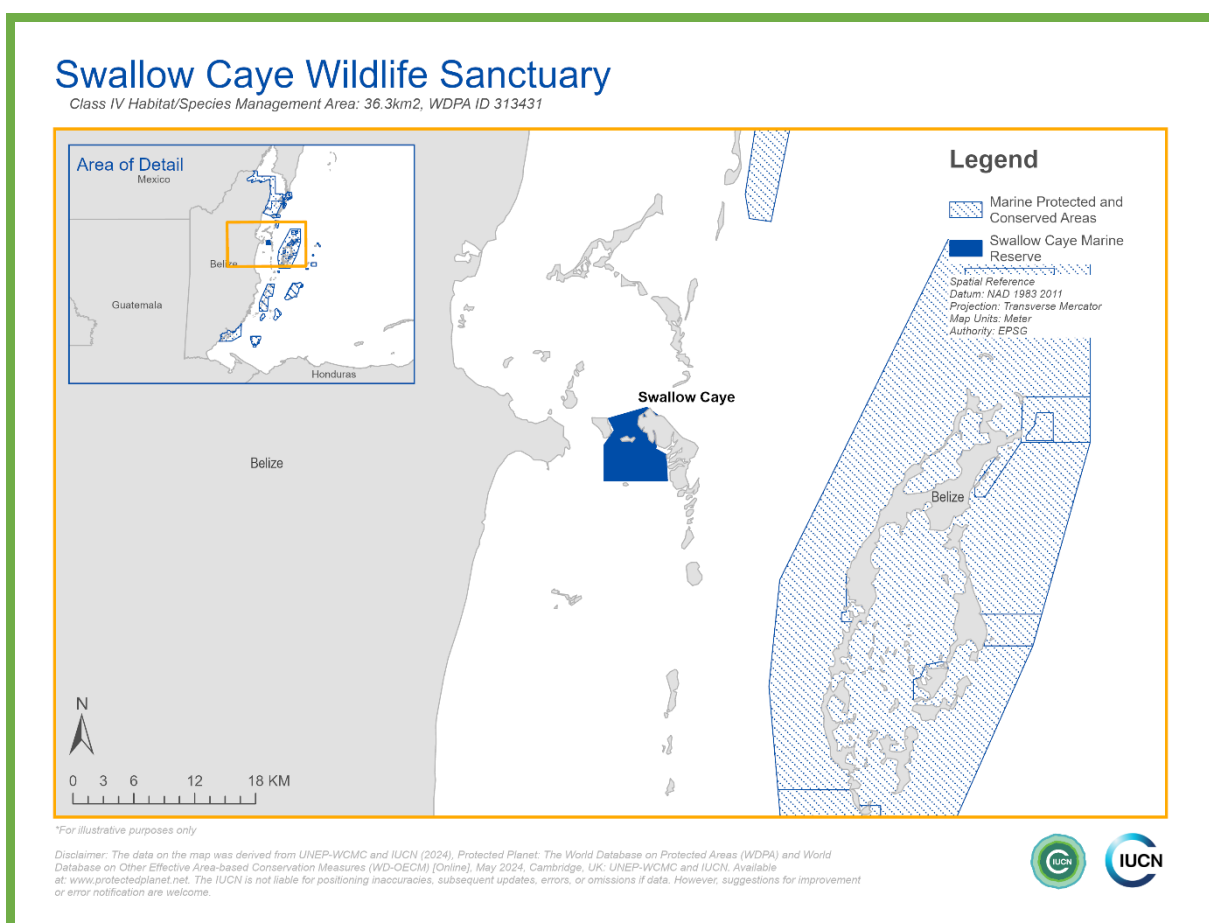 Swallow Caye Wildlife Sanctuary
Class IV Habitat/Species Management Area: 36.3km2, WDPA ID 313431
Area of Detail
Mexico
Belize
Guatemala
Honduras
Legend
Marine Protected and
Conserved Areas
Swallow Caye Marine
Reserve
Spatial Reference
Datum: NAD 1983 2011
Projection: Transverse Mercator
Map Units: Meter
Authority: EPSG
Swallow Caye
Belize
Belize
N
0 3 6 12 18 KM
*For illustrative purposes only
Disclaimer: The data on the map was derived from UNEP-WCMC and IUCN (2024), Protected Planet: The World Database on Protected Areas (WDPA) and World
Database on Other Effective Area-based Conservation Measures (WD-OECM) [Online], May 2024, Cambridge, UK: UNEP-WCMC and IUCN. Available
at: www.protectedplanet.net. The IUCN is not liable for positioning inaccuracies, subsequent updates, errors, or omissions if data. However, suggestions for improvement
or error notification are welcome.
IUCN
IUCN